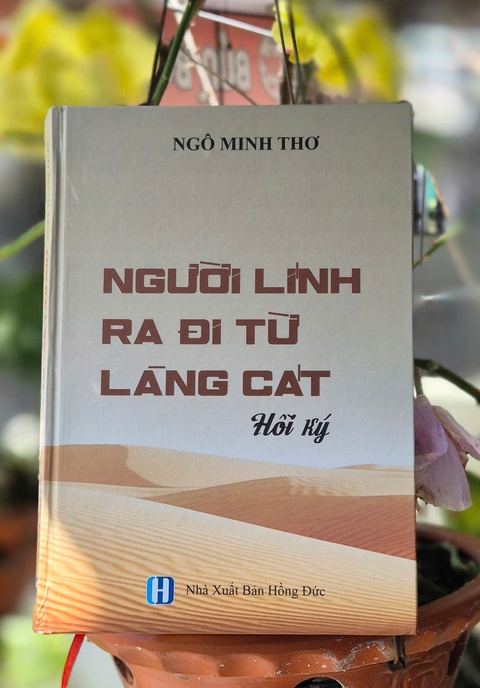 NGÔ MINH THƠ
NGƯỜI LÍNH
RA ĐI TỪ
LÀNG CÁT
Hồi ký
H
Nhà Xuất Bản Hồng Đức